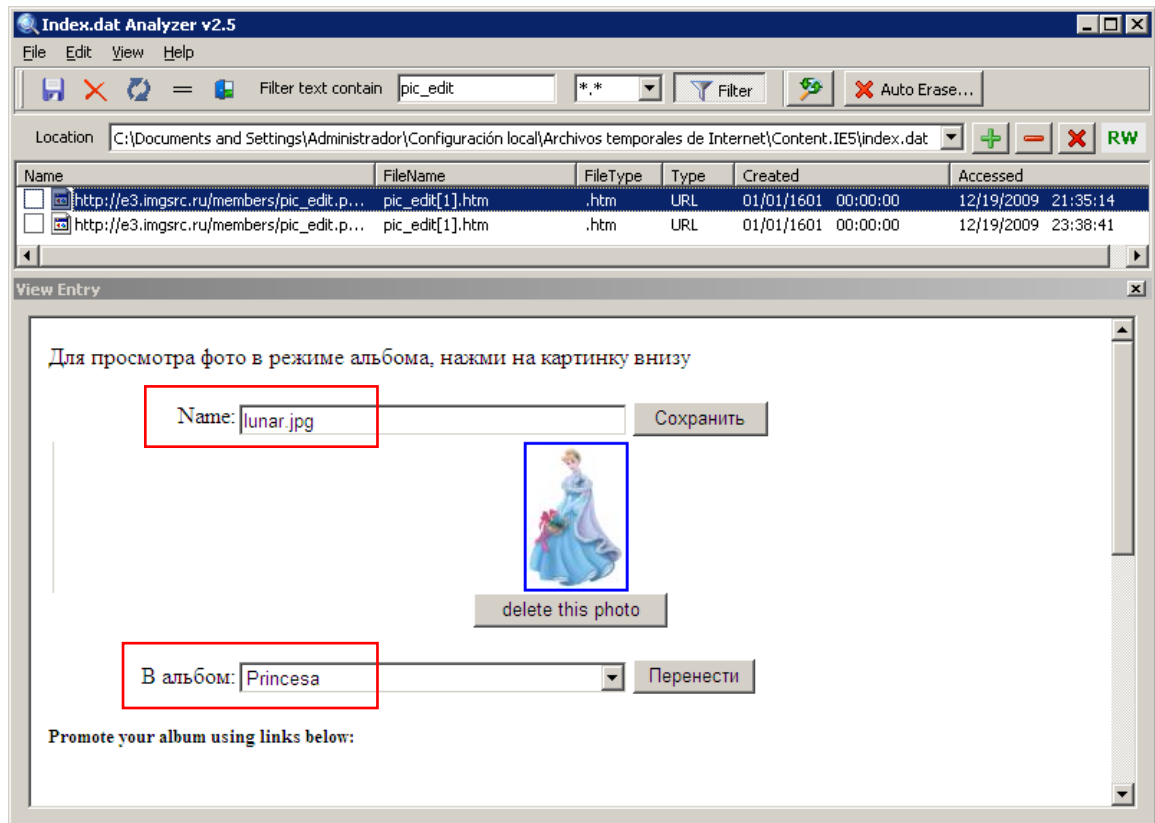 Index.dat Analyzer v2.5
File Edit View Help
Filter text contain pic_edit *.* Filter Auto Erase...
Location C:\Documents and Settings\Administrador\Configuración local\Archivos temporales de Internet\Content.IE5\index.dat RW
Name FileName FileType Type Created Accessed
http://e3.imgsrc.ru/members/pic_edit.p... pic_edit[1].htm .htm URL 01/01/1601 00:00:00 12/19/2009 21:35:14
http://e3.imgsrc.ru/members/pic_edit.p... pic_edit[1].htm .htm URL 01/01/1601 00:00:00 12/19/2009 23:38:41
View Entry
Для просмотра фото в режиме альбома, нажми на картинку внизу
Name: lunar.jpg Сохранить
delete this photo
В альбом: Princesa Перенести
Promote your album using links below: